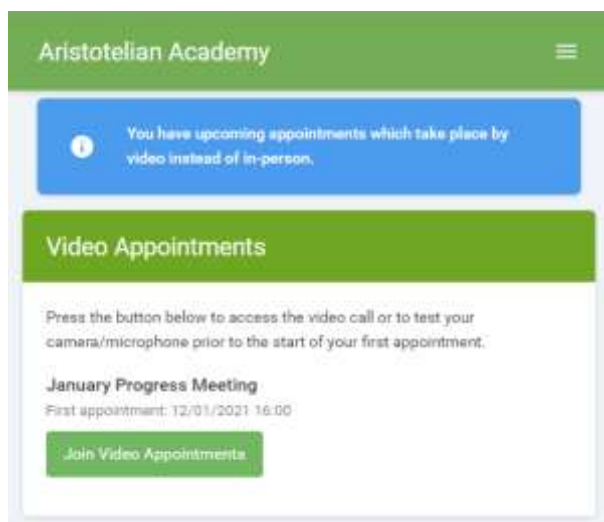 Aristotelian Academy
You have upcoming appointments which take place by
video instead of in-person.
Video Appointments
Press the button below to access the video call or to test your
camera/microphone prior to the start of your first appointment.
January Progress Meeting
First appointment: 12/01/2021 16:00
Join Video Appointments